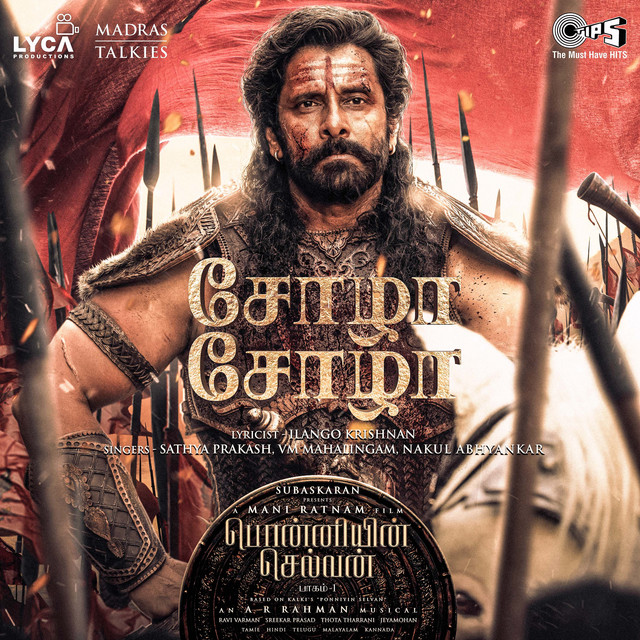 LYCA
PRODUCTIONS
MADRAS
TALKIES
TIPS
The Must Have HITS
சோழா
சோழா
LYRICIST - ILANGO KRISHNAN
SINGERS - SATHYA PRAKASH, VM MAHALINGAM, NAKUL ABHYANKAR
SUBASKARAN
PRESENTS
A MANI RATNAM FILM
பொன்னியின்
செல்வன்
பாகம்-1
BASED ON KALKI'S "PONNIYIN SELVAN"
AN A R RAHMAN MUSICAL
RAVI VARMAN SREEKAR PRASAD THOTA THARRANI JEYAMOHAN
TAMIL HINDI TELUGU MALAYALAM KANNADA